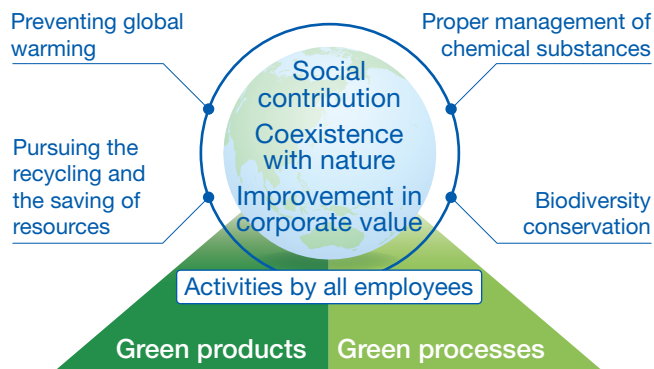 Preventing global
warming
Proper management of
chemical substances
Social
contribution
Coexistence
with nature
Improvement in
corporate value
Pursuing the
recycling and
the saving of
resources
Biodiversity
conservation
Activities by all employees
Green products
Green processes